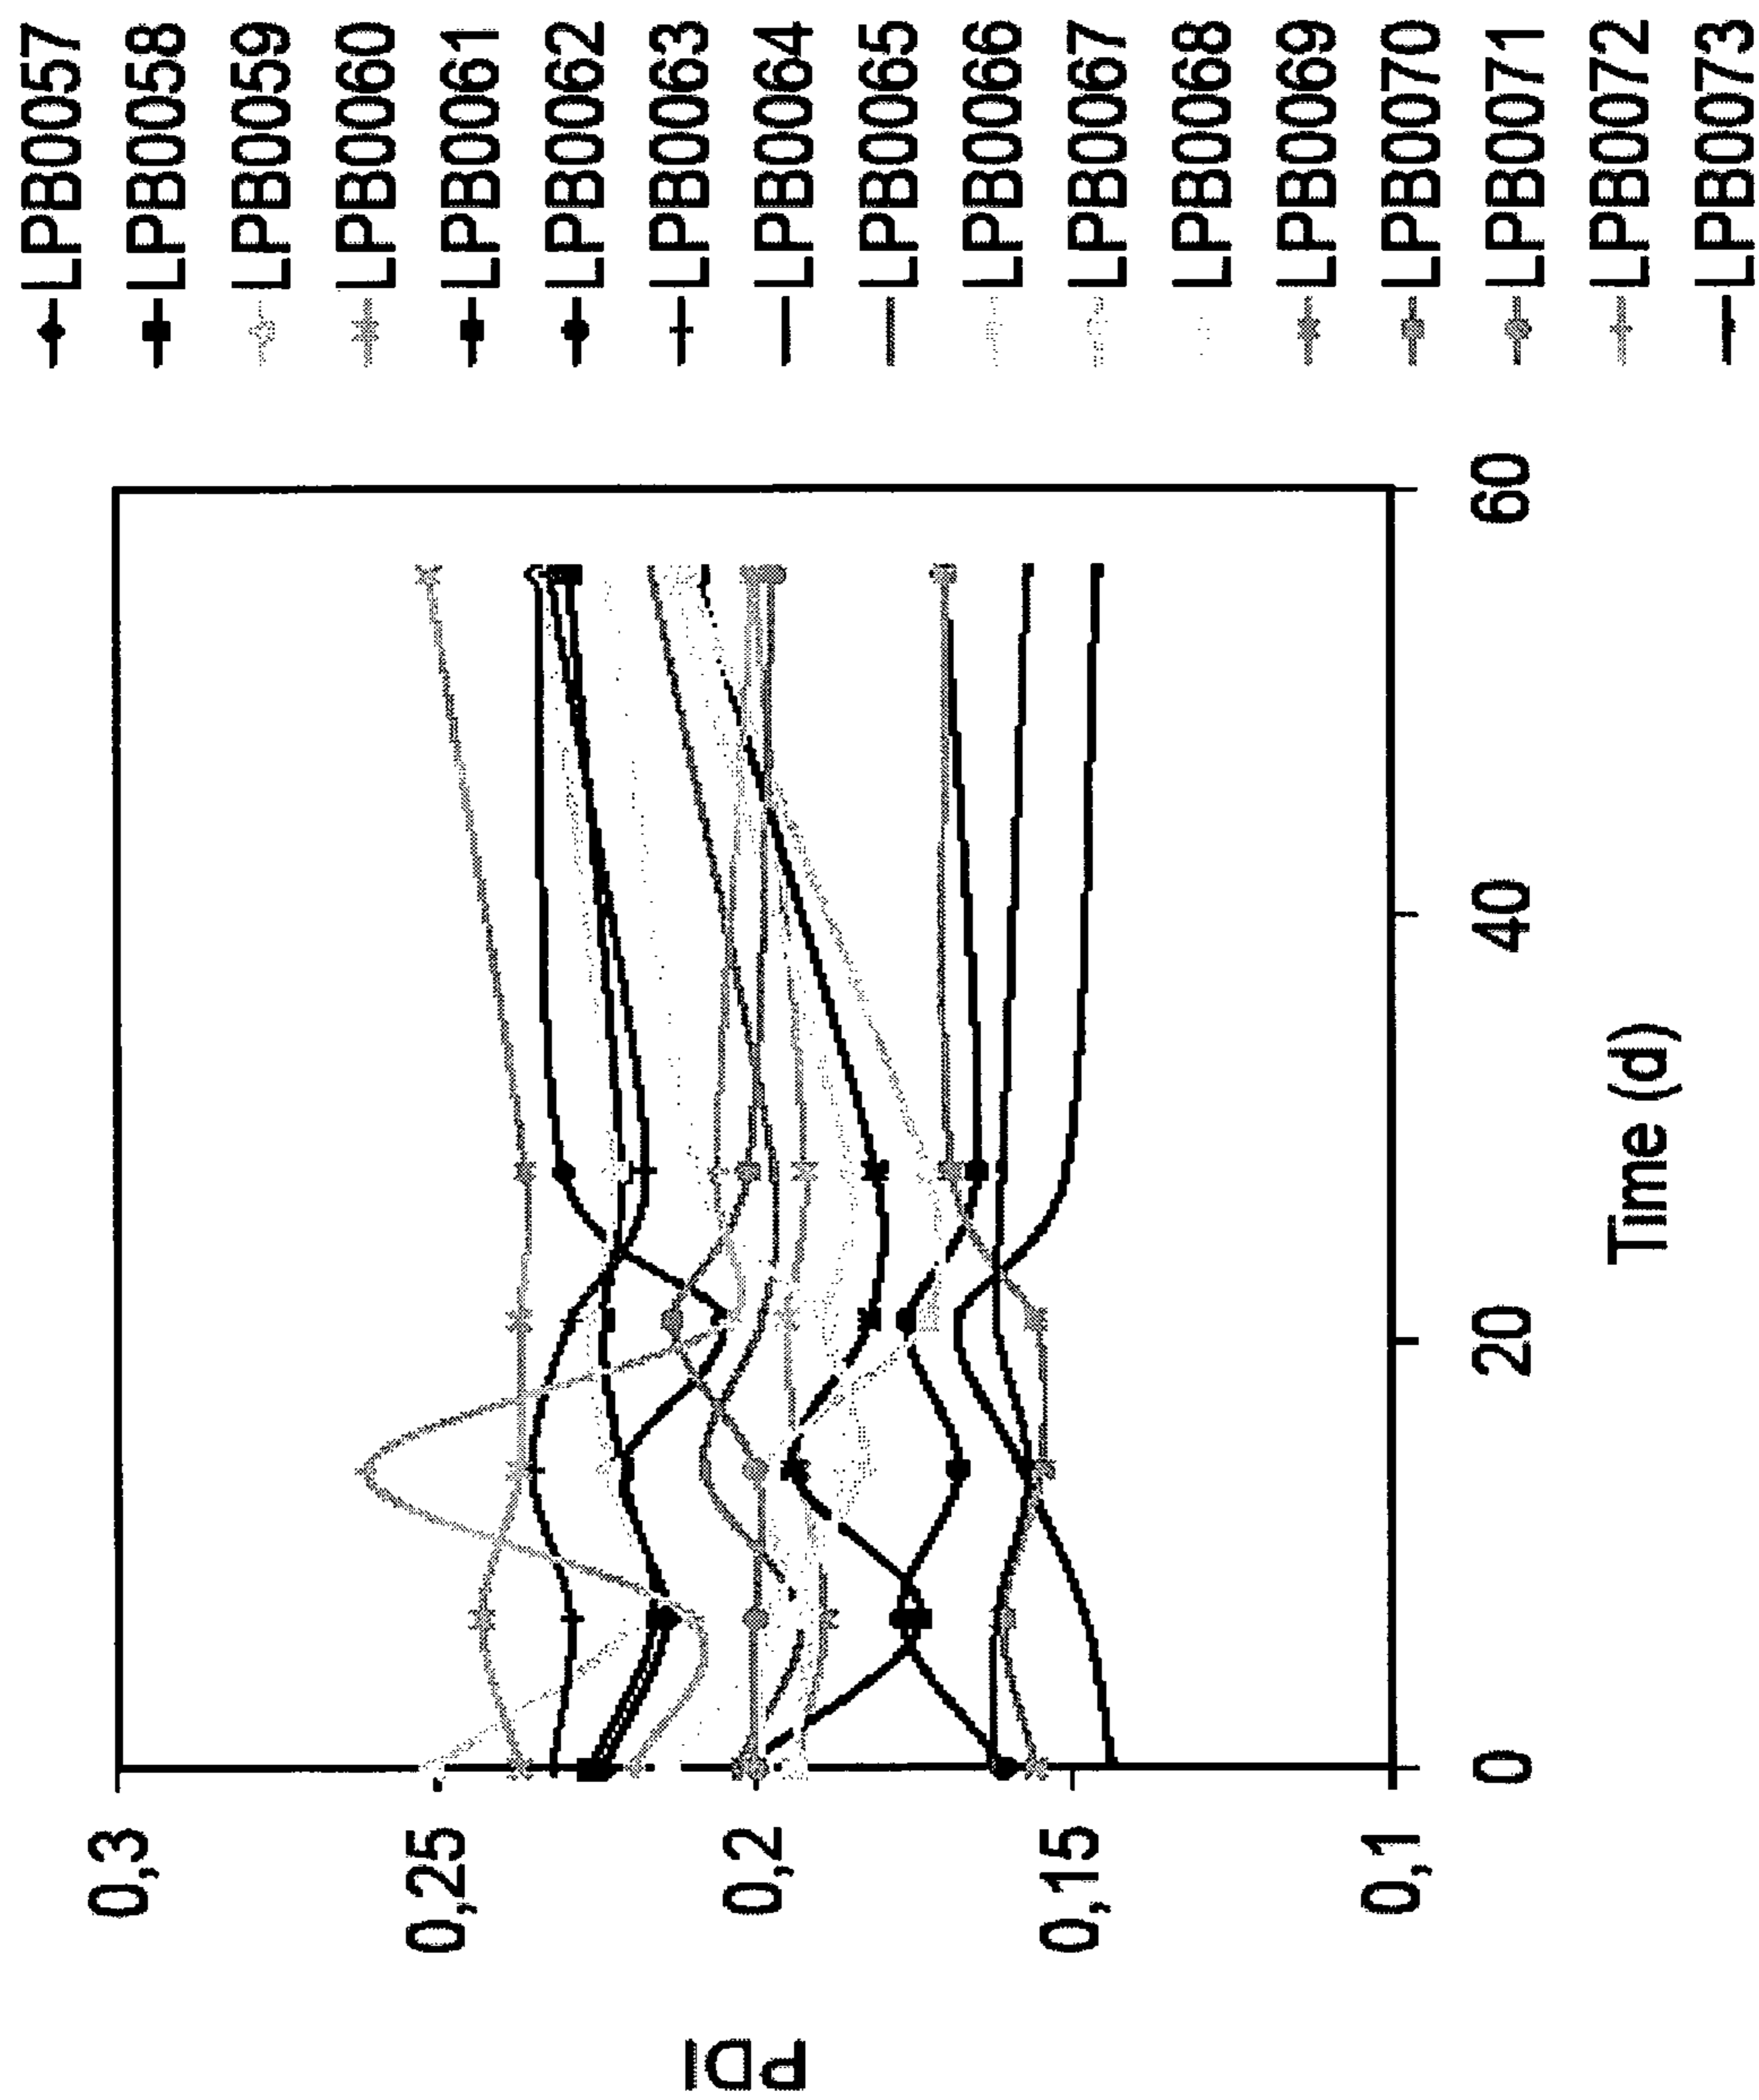 PDI
0,3
0,25
0,2
0,15
0,1
0
20
40
60
Time (d)
LPB0057
LPB0058
LPB0059
LPB0060
LPB0061
LPB0062
LPB0063
LPB0064
LPB0065
LPB0066
LPB0067
LPB0068
LPB0069
LPB0070
LPB0071
LPB0072
LPB0073